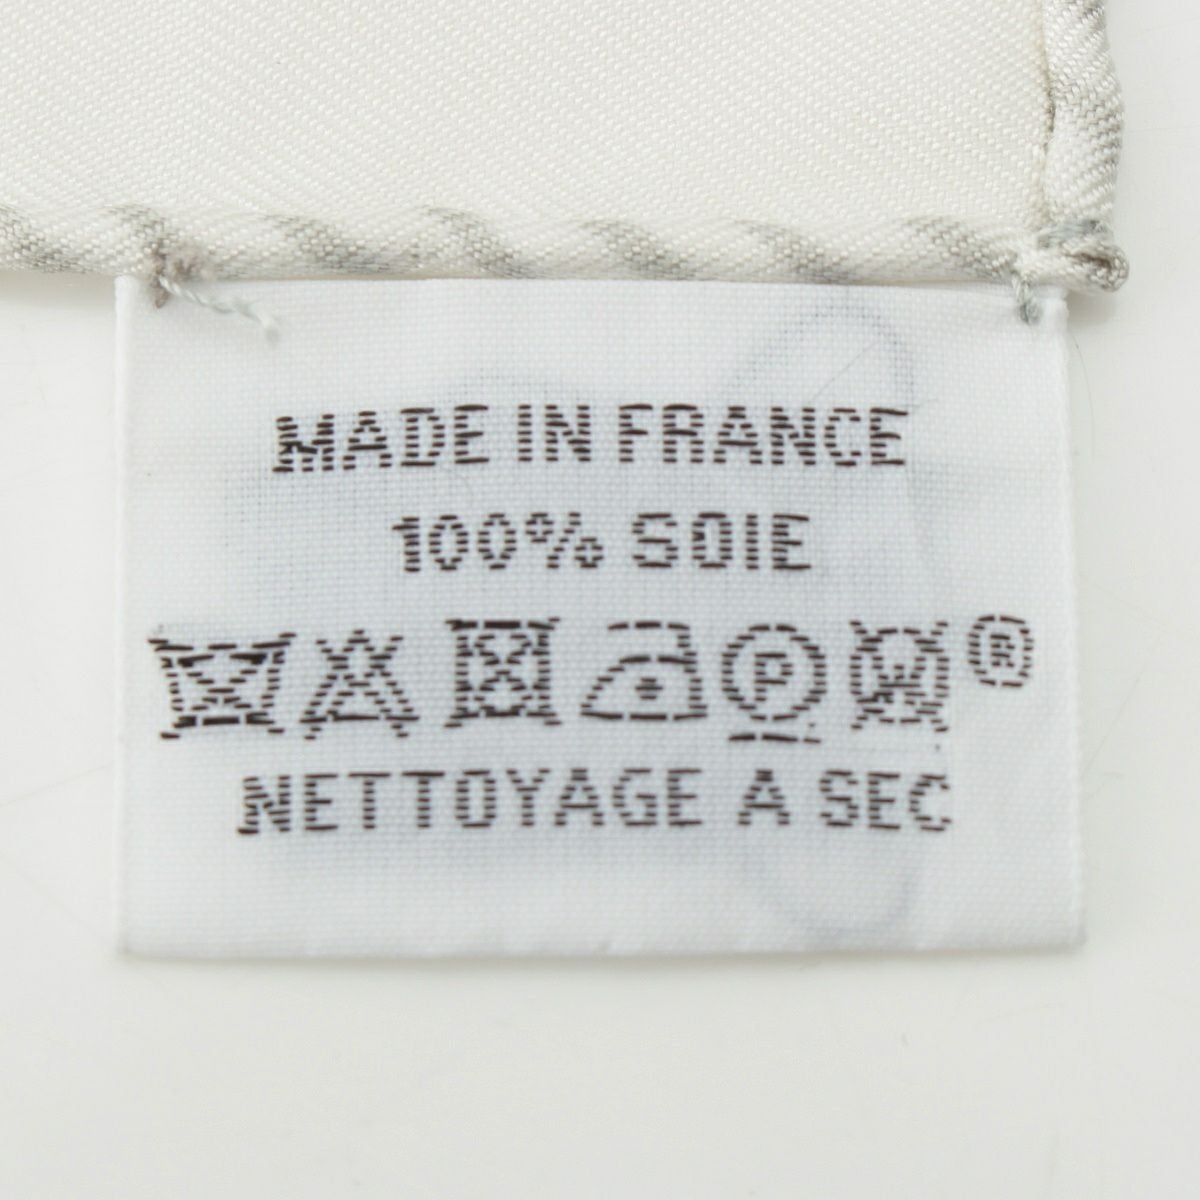 MADE IN FRANCE
100% SOIE
P W ®
NETTOYAGE A SEC